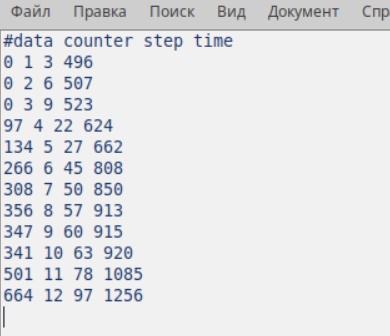 Файл Правка Поиск Вид Документ Спр
#data counter step time
0 1 3 496
0 2 6 507
0 3 9 523
97 4 22 624
134 5 27 662
266 6 45 808
308 7 50 850
356 8 57 913
347 9 60 915
341 10 63 920
501 11 78 1085
664 12 97 1256